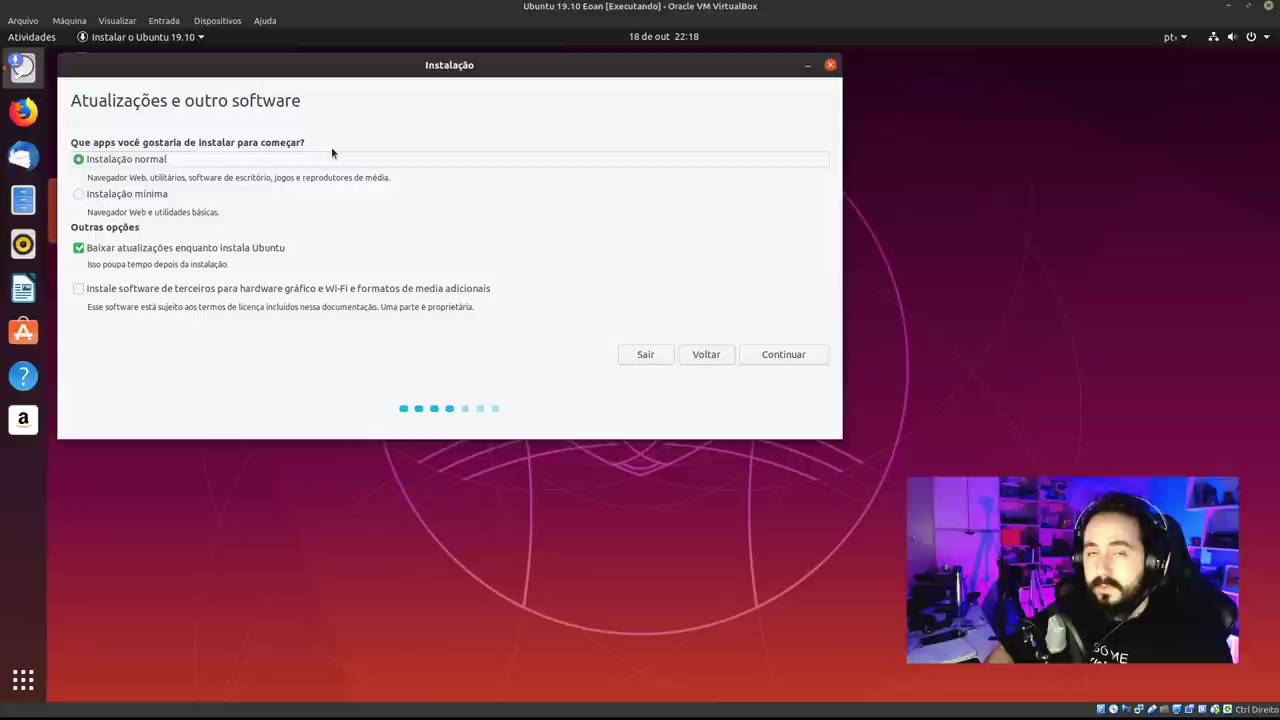 Ubuntu 19.10 Eoan [Executando] - Oracle VM VirtualBox
Arquivo Máquina Visualizar Entrada Dispositivos Ajuda
Atividades Instalar o Ubuntu 19.10 18 de out 22:18 pt₁
Instalação
Atualizações e outro software
Que apps você gostaria de instalar para começar?
Instalação normal
Navegador Web, utilitários, software de escritório, jogos e reprodutores de média.
Instalação mínima
Navegador Web e utilidades básicas.
Outras opções
Baixar atualizações enquanto instala Ubuntu
Isso poupa tempo depois da instalação.
Instale software de terceiros para hardware gráfico e Wi-Fi e formatos de media adicionais
Esse software está sujeito aos termos de licença incluídos nessa documentação. Uma parte é proprietária.
Sair Voltar Continuar
a
SOME
Ctrl Direito